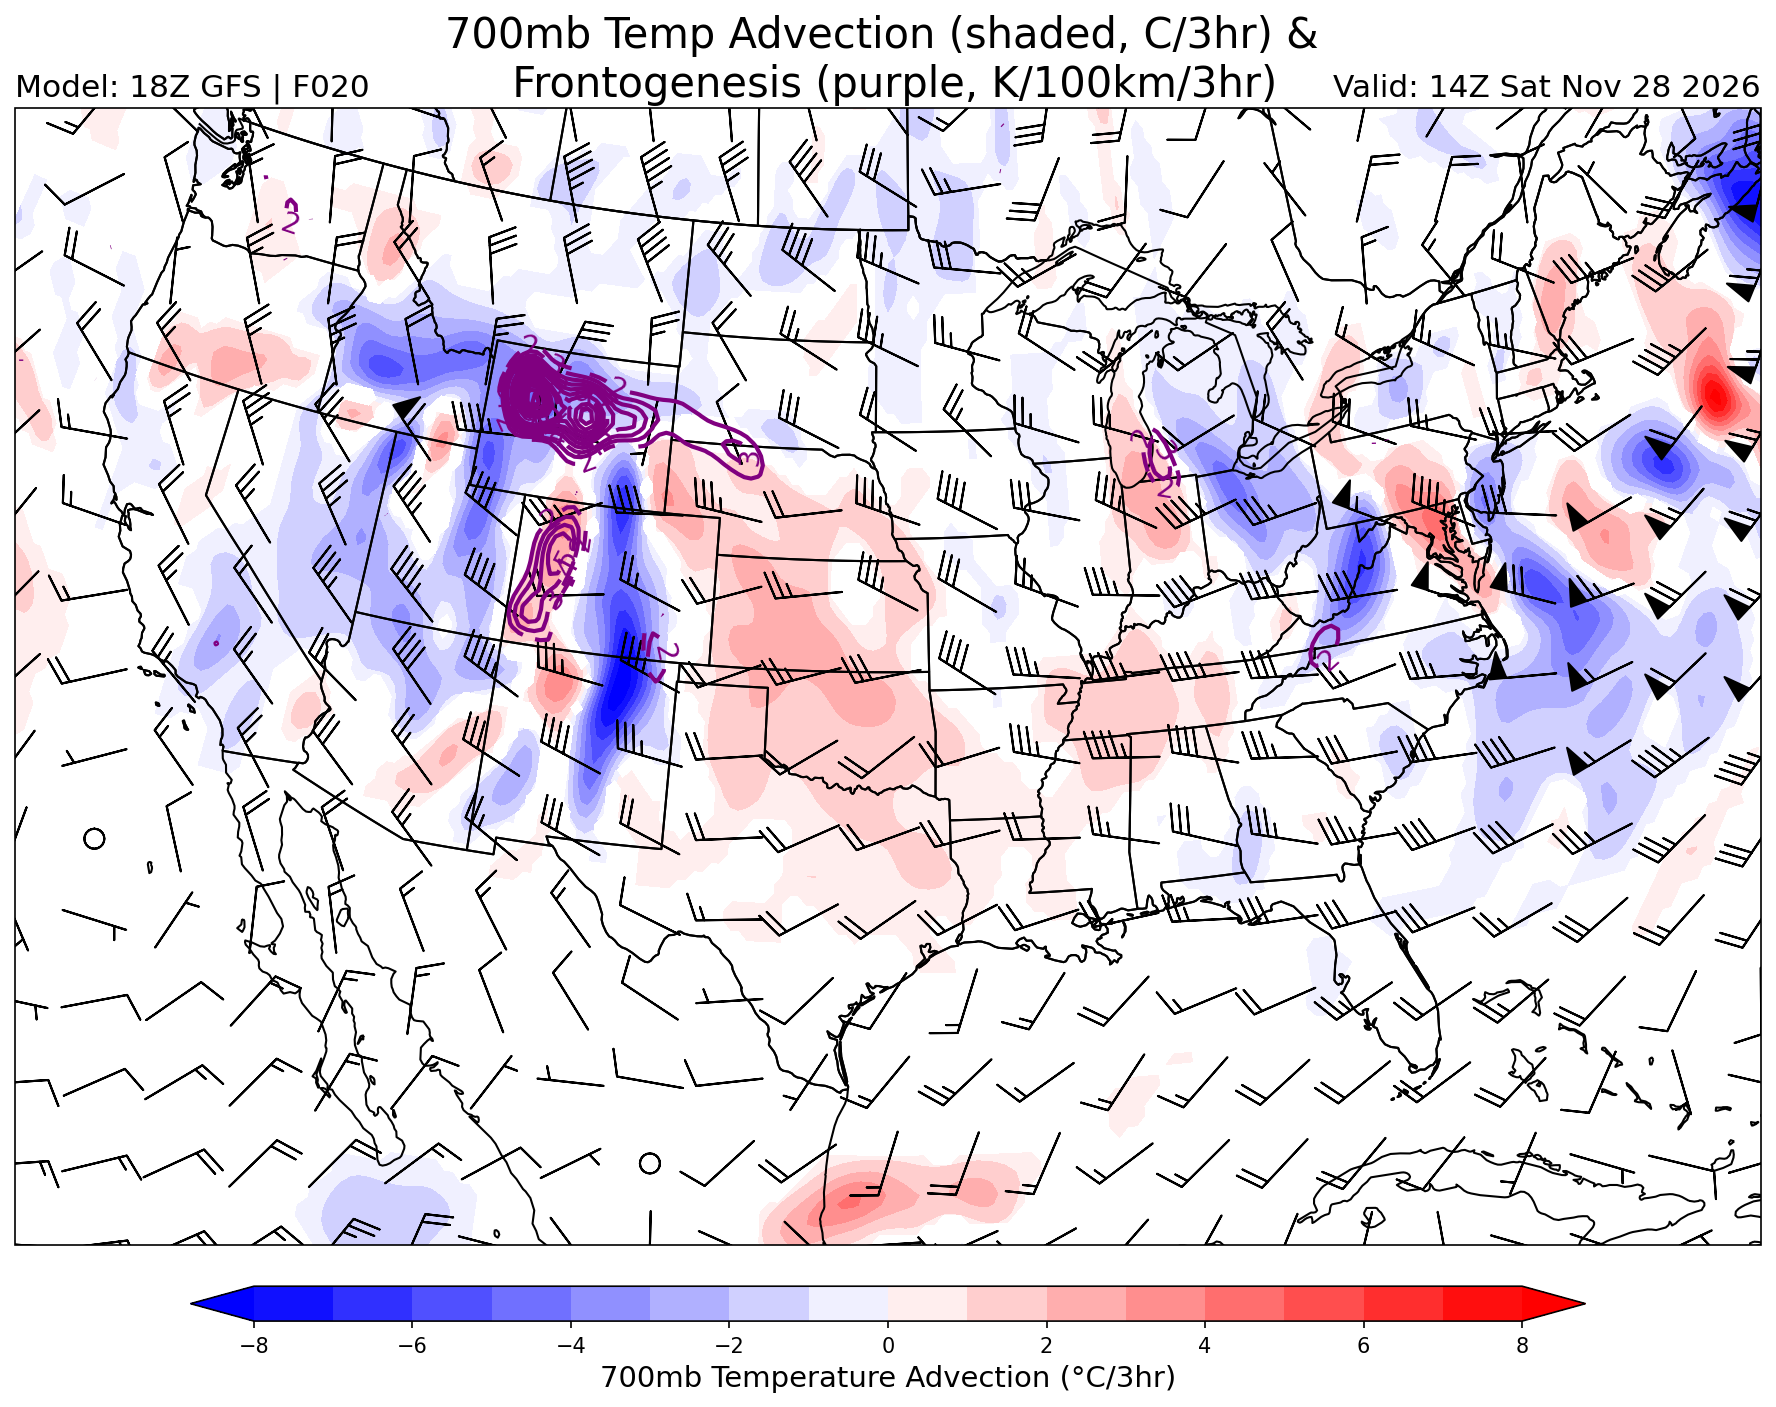 700mb Temp Advection (shaded, C/3hr) &
Frontogenesis (purple, K/100km/3hr)
Model: 18Z GFS | F020
Valid: 14Z Sat Nov 28 2026
−8 −6 −4 −2 0 2 4 6 8
700mb Temperature Advection (°C/3hr)